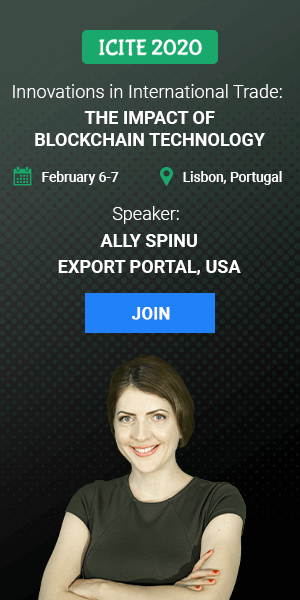 ICITE 2020
Innovations in International Trade:
THE IMPACT OF
BLOCKCHAIN TECHNOLOGY
February 6-7
Lisbon, Portugal
Speaker:
ALLY SPINU
EXPORT PORTAL, USA
JOIN